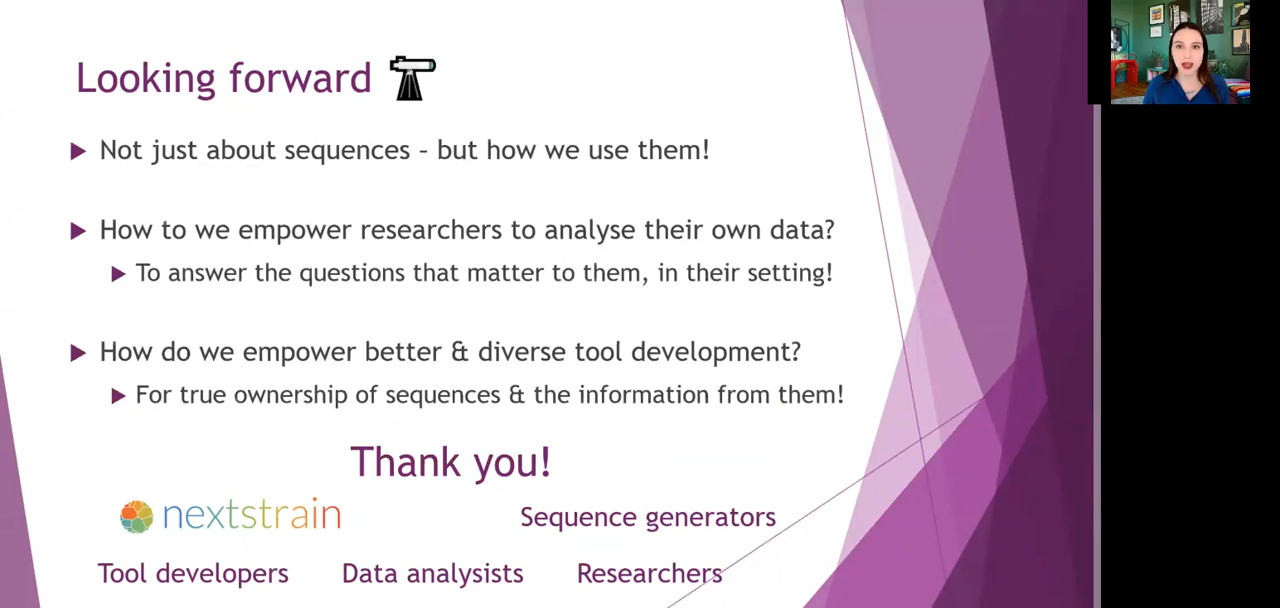 Looking forward
Not just about sequences – but how we use them!
How to we empower researchers to analyse their own data?
To answer the questions that matter to them, in their setting!
How do we empower better & diverse tool development?
For true ownership of sequences & the information from them!
Thank you!
nextstrain
Sequence generators
Tool developers
Data analysists
Researchers